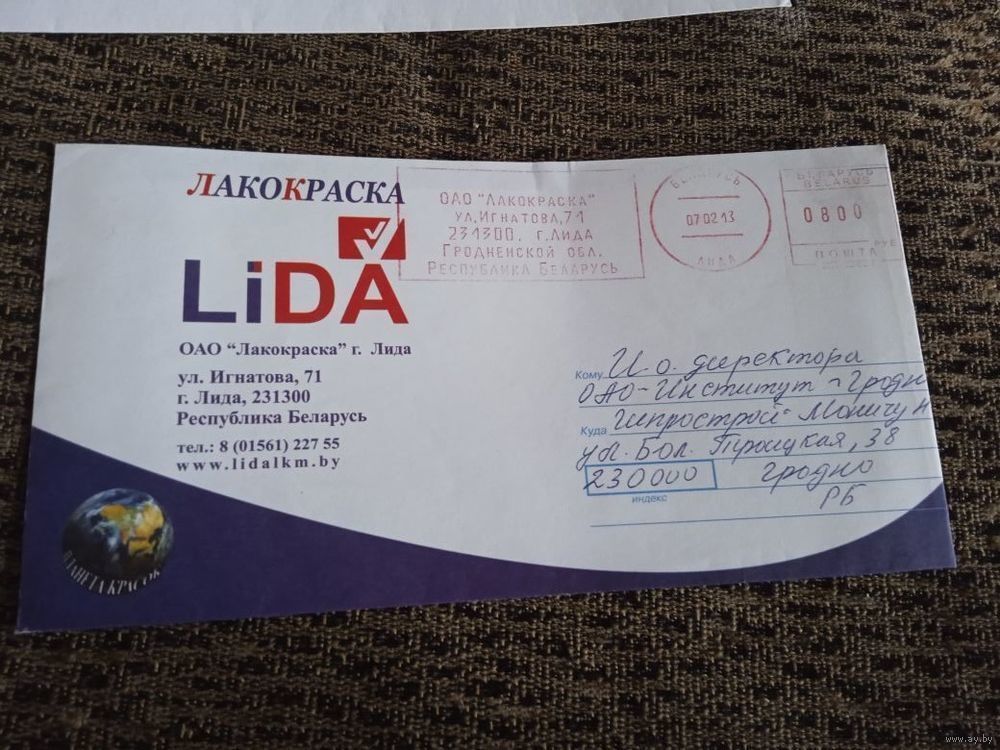 ЛАКОКРАСКА
LiDA
ОАО "Лакокраска" г. Лида
ул. Игнатова, 71
г. Лида, 231300
Республика Беларусь
тел.: 8 (01561) 227 55
www.lidalkm.by
ПЛАНЕТА КРАСОК
ОАО "ЛАКОКРАСКА"
УЛ.ИГНАТОВА,71
231300, Г.ЛИДА
ГРОДНЕНСКОЙ ОБЛ.
РЕСПУБЛИКА БЕЛАРУСЬ
БЕЛАРУСЬ
07.02.13
ЛИДА
БЕЛАРУСЬ
BELARUS
0800
РУБ
ПОШТА
Кому И о. директора
ОАО-Институт-Гродн
Куда Гипрострой"
ул. Бол. Троицкая, 38
230000 Гродно
индекс
РБ
www.ay.by